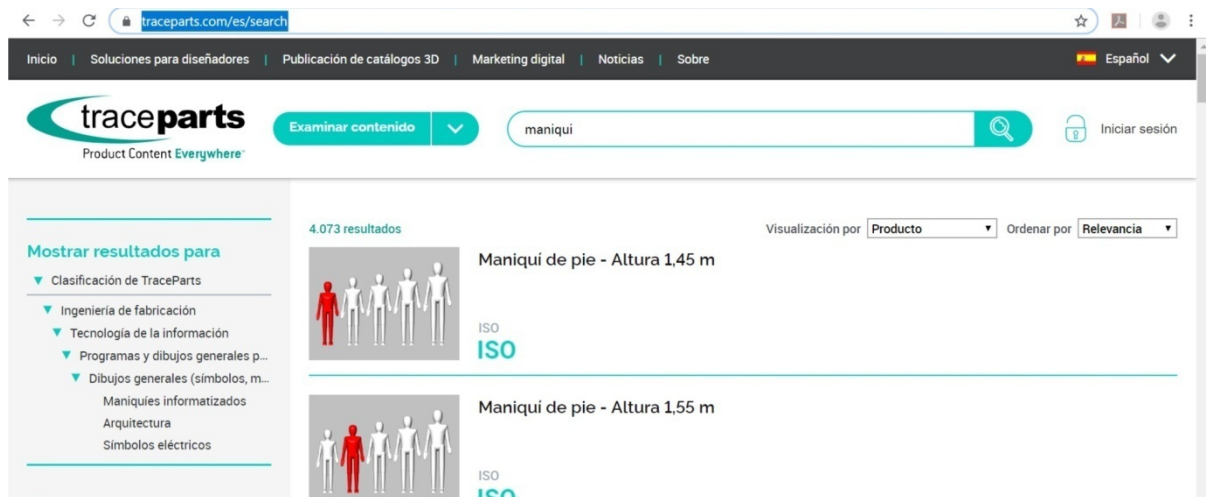 traceparts.com/es/search
Inicio | Soluciones para diseñadores | Publicación de catálogos 3D | Marketing digital | Noticias | Sobre Español
traceparts
Product Content Everywhere
Examinar contenido
maniqui
Iniciar sesión
4.073 resultados
Visualización por Producto Ordenar por Relevancia
Mostrar resultados para
Clasificación de TraceParts
Ingeniería de fabricación
Tecnología de la información
Programas y dibujos generales p...
Dibujos generales (símbolos, m...
Maniquíes informatizados
Arquitectura
Símbolos eléctricos
Maniquí de pie - Altura 1,45 m
ISO
ISO
Maniquí de pie - Altura 1,55 m
ISO
ISO